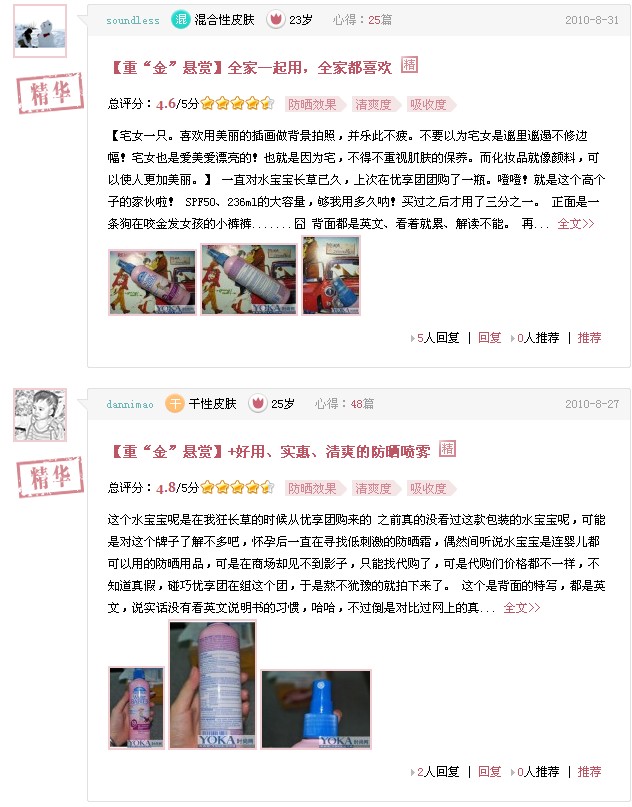 soundless 混 混合性皮肤 23岁 心得：25篇 2010-8-31
精华
【重“金”悬赏】全家一起用，全家都喜欢 精
总评分：4.6/5分 防晒效果 清爽度 吸收度
【宅女一只。喜欢用美丽的插画做背景拍照，并乐此不疲。不要以为宅女是邋里邋遢不修边
幅！宅女也是爱美爱漂亮的！也就是因为宅，不得不重视肌肤的保养。而化妆品就像颜料，可
以使人更加美丽。】 一直对水宝宝长草已久，上次在优享团团购了一瓶。噔噔！就是这个高个
子的家伙啦！ SPF50、236ml的大容量，够我用多久呐！买过之后才用了三分之一。 正面是一
条狗在咬金发女孩的小裤裤.......囧 背面都是英文、看着就累、解读不能。 再... 全文>>
YOKA
YOKA
YOKA
5人回复 | 回复 0人推荐 | 推荐
dannimao 干 干性皮肤 25岁 心得：48篇 2010-8-27
精华
【重“金”悬赏】+好用、实惠、清爽的防晒喷雾 精
总评分：4.8/5分 防晒效果 清爽度 吸收度
这个水宝宝呢是在我狂长草的时候从优享团购来的 之前真的没看过这款包装的水宝宝呢，可能
是对这个牌子了解不多吧，怀孕后一直在寻找低刺激的防晒霜，偶然间听说水宝宝是连婴儿都
可以用的防晒用品，可是在商场却见不到影子，只能找代购了，可是代购们价格都不一样，不
知道真假，碰巧优享团在组这个团，于是熬不犹豫的就拍下来了。 这个是背面的特写，都是英
文，说实话没有看英文说明书的习惯，哈哈，不过倒是对比过网上的真... 全文>>
YOKA
YOKA时尚网
YOKA时尚网
2人回复 | 回复 0人推荐 | 推荐